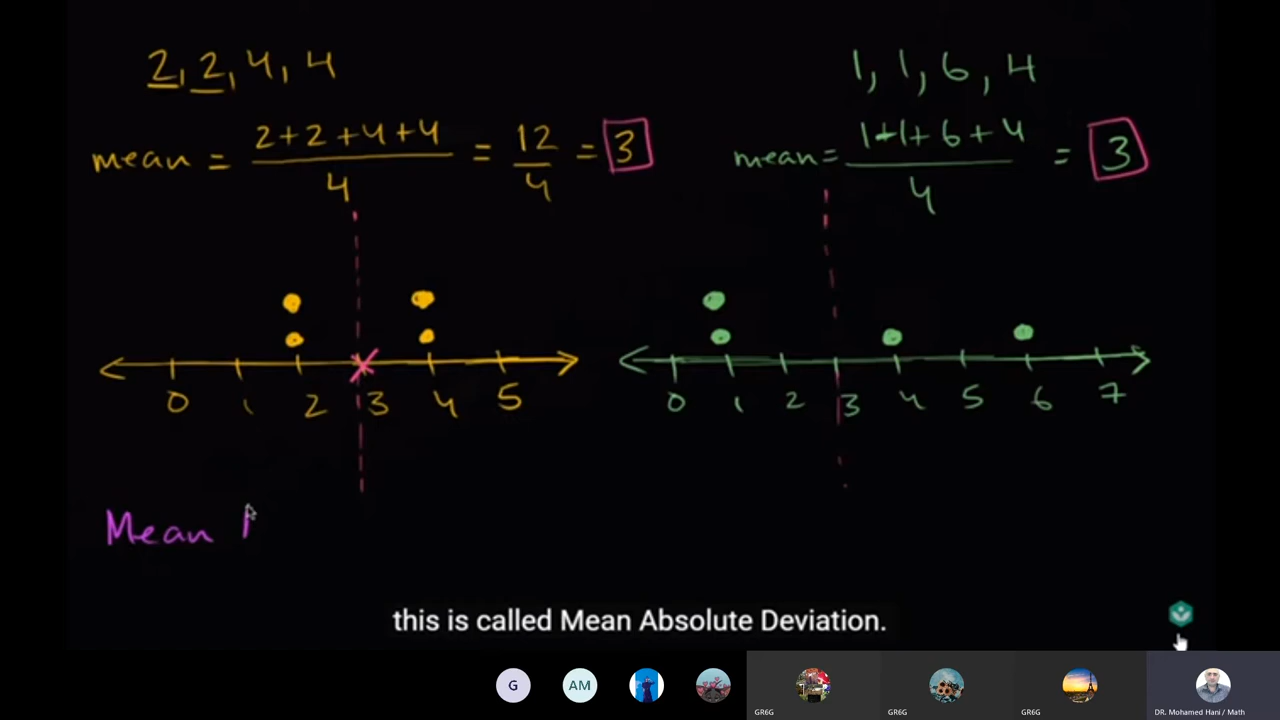 2, 2, 4, 4
mean = 2+2+4+4 / 4 = 12 / 4 = 3
0 1 2 3 4 5
1, 1, 6, 4
mean = 1+1+6+4 / 4 = 3
0 1 2 3 4 5 6 7
Mean
this is called Mean Absolute Deviation.
G
AM
GR6G
GR6G
GR6G
DR. Mohamed Hani / Math